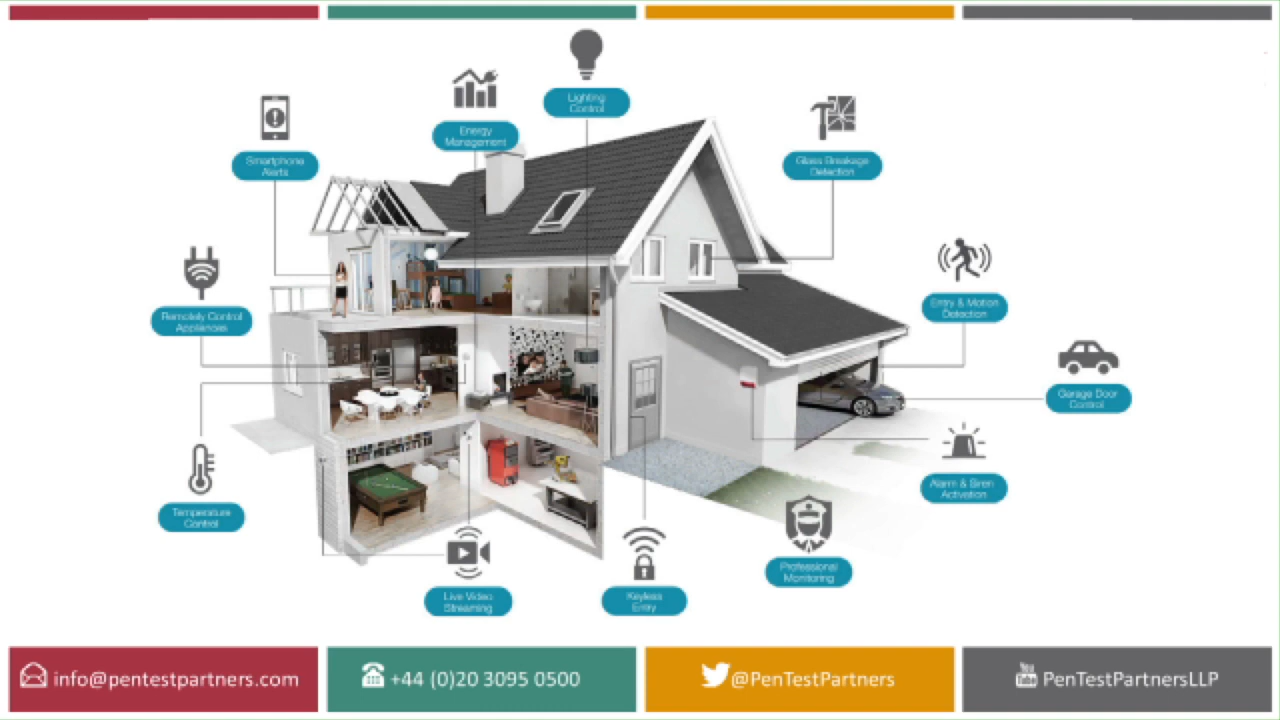 Lighting
Control
Energy
Management
Smartphone
Alerts
Glass Breakage
Detection
Remotely Control
Appliances
Entry & Motion
Detection
Garage Door
Control
Temperature
Control
Alarm & Siren
Activation
Professional
Monitoring
Live Video
Streaming
Keyless
Entry
info@pentestpartners.com
+44 (0)20 3095 0500
@PenTestPartners
You
Tube
PenTestPartnersLLP